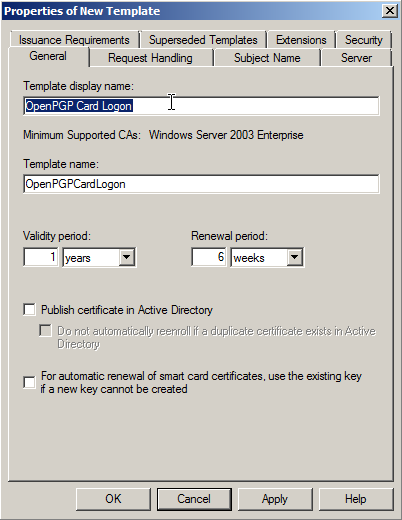 Properties of New Template
Issuance Requirements Superseded Templates Extensions Security
General Request Handling Subject Name Server
Template display name:
OpenPGP Card Logon
Minimum Supported CAs: Windows Server 2003 Enterprise
Template name:
OpenPGPCardLogon
Validity period: Renewal period:
1 years 6 weeks
Publish certificate in Active Directory
Do not automatically reenroll if a duplicate certificate exists in Active
Directory
For automatic renewal of smart card certificates, use the existing key
if a new key cannot be created
OK Cancel Apply Help